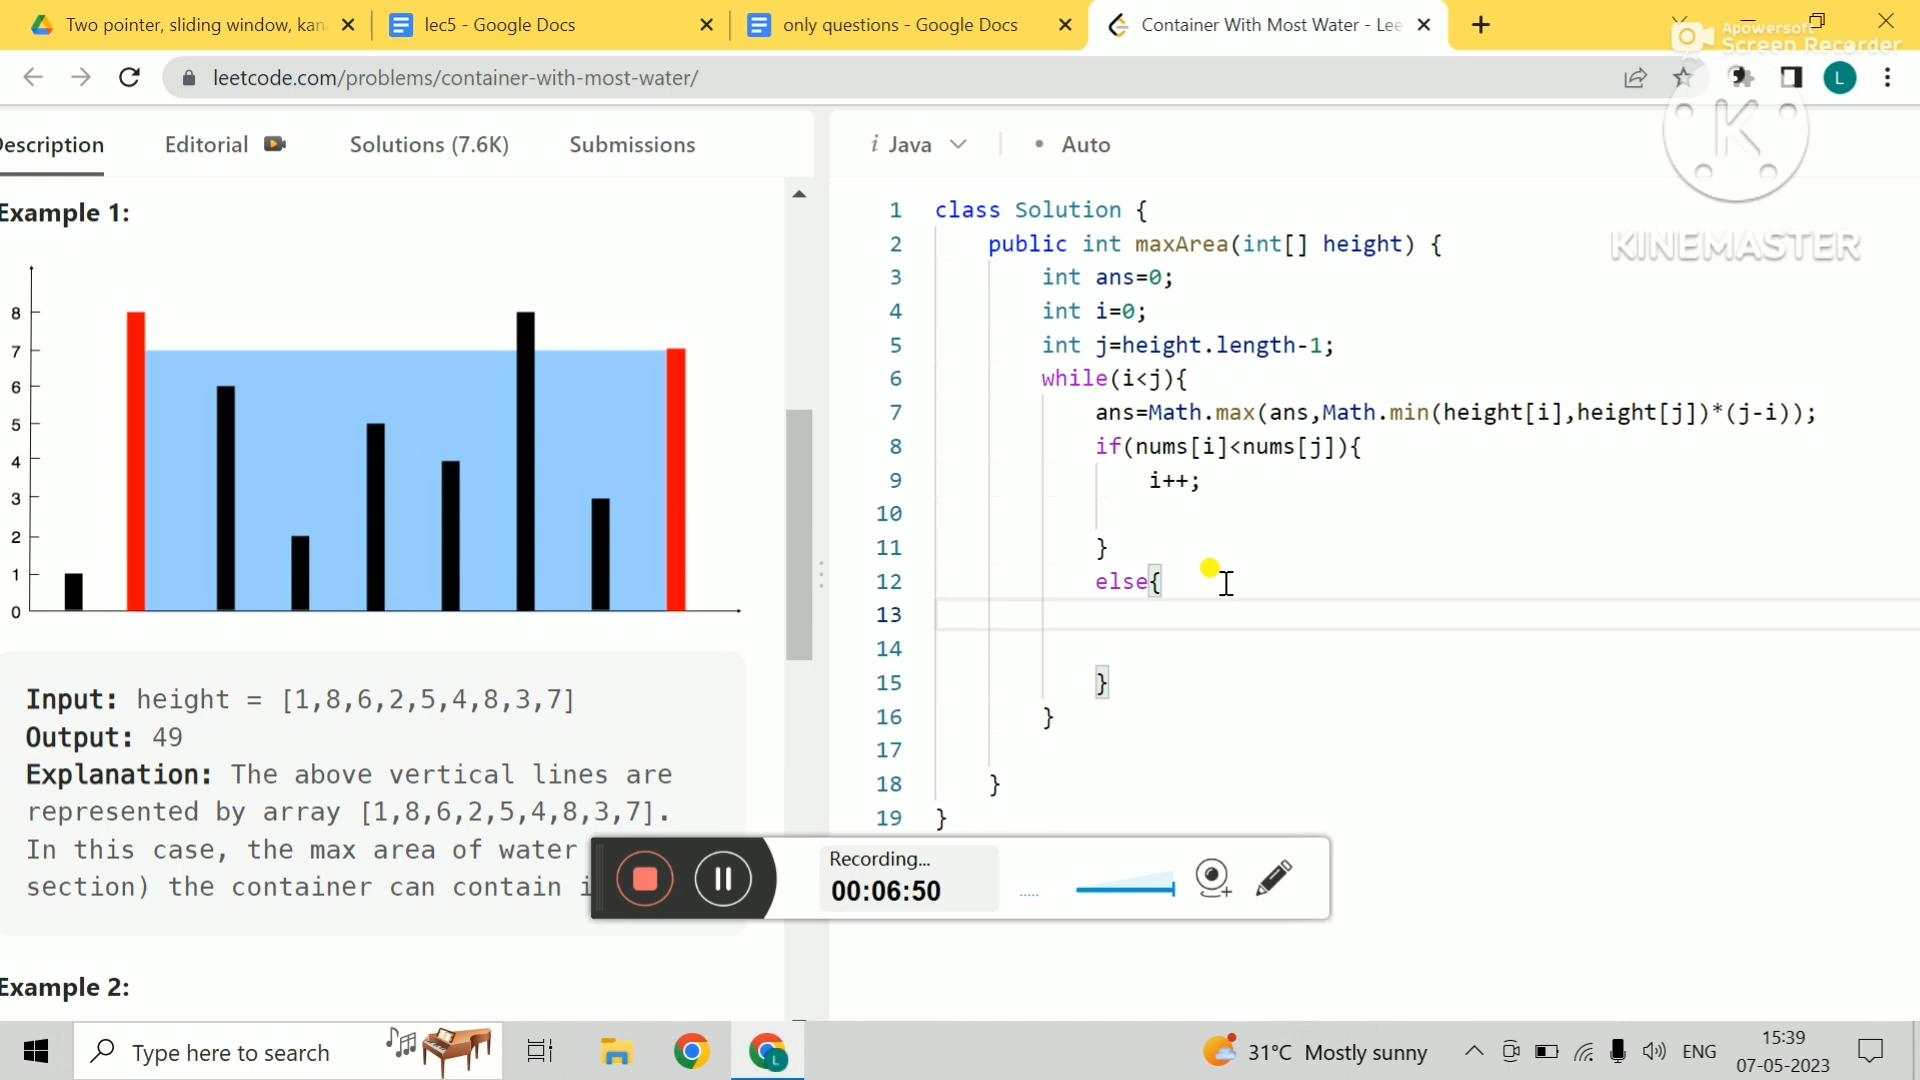 Two pointer, sliding window, kan
lec5 - Google Docs
only questions - Google Docs
Container With Most Water - Lee
Apowersoft
Screen Recorder
leetcode.com/problems/container-with-most-water/
L
K
KINEMASTER
escription
Editorial
Solutions (7.6K)
Submissions
i Java
• Auto
Example 1:
8
7
6
5
4
3
2
1
0
Input: height = [1,8,6,2,5,4,8,3,7]
Output: 49
Explanation: The above vertical lines are
represented by array [1,8,6,2,5,4,8,3,7].
In this case, the max area of water
section) the container can contain i
Example 2:
1 class Solution {
2 public int maxArea(int[] height) {
3 int ans=0;
4 int i=0;
5 int j=height.length-1;
6 while(i<j){
7 ans=Math.max(ans,Math.min(height[i],height[j])*(j-i));
8 if(nums[i]<nums[j]){
9 i++;
10
11 }
12 else{
13
14
15 }
16 }
17
18 }
19 }
Recording...
00:06:50
Type here to search
L
31°C Mostly sunny
ENG
15:39
07-05-2023